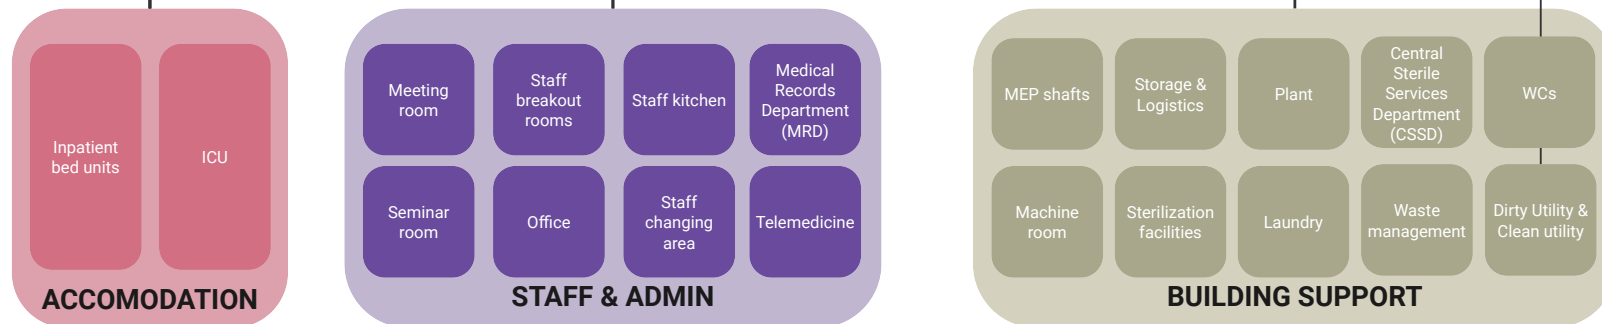 Inpatient
bed units
ICU
ACCOMODATION
Meeting
room
Staff
breakout
rooms
Staff kitchen
Medical
Records
Department
(MRD)
Seminar
room
Office
Staff
changing
area
Telemedicine
STAFF & ADMIN
MEP shafts
Storage &
Logistics
Plant
Central
Sterile
Services
Department
(CSSD)
WCs
Machine
room
Sterilization
facilities
Laundry
Waste
management
Dirty Utility &
Clean utility
BUILDING SUPPORT